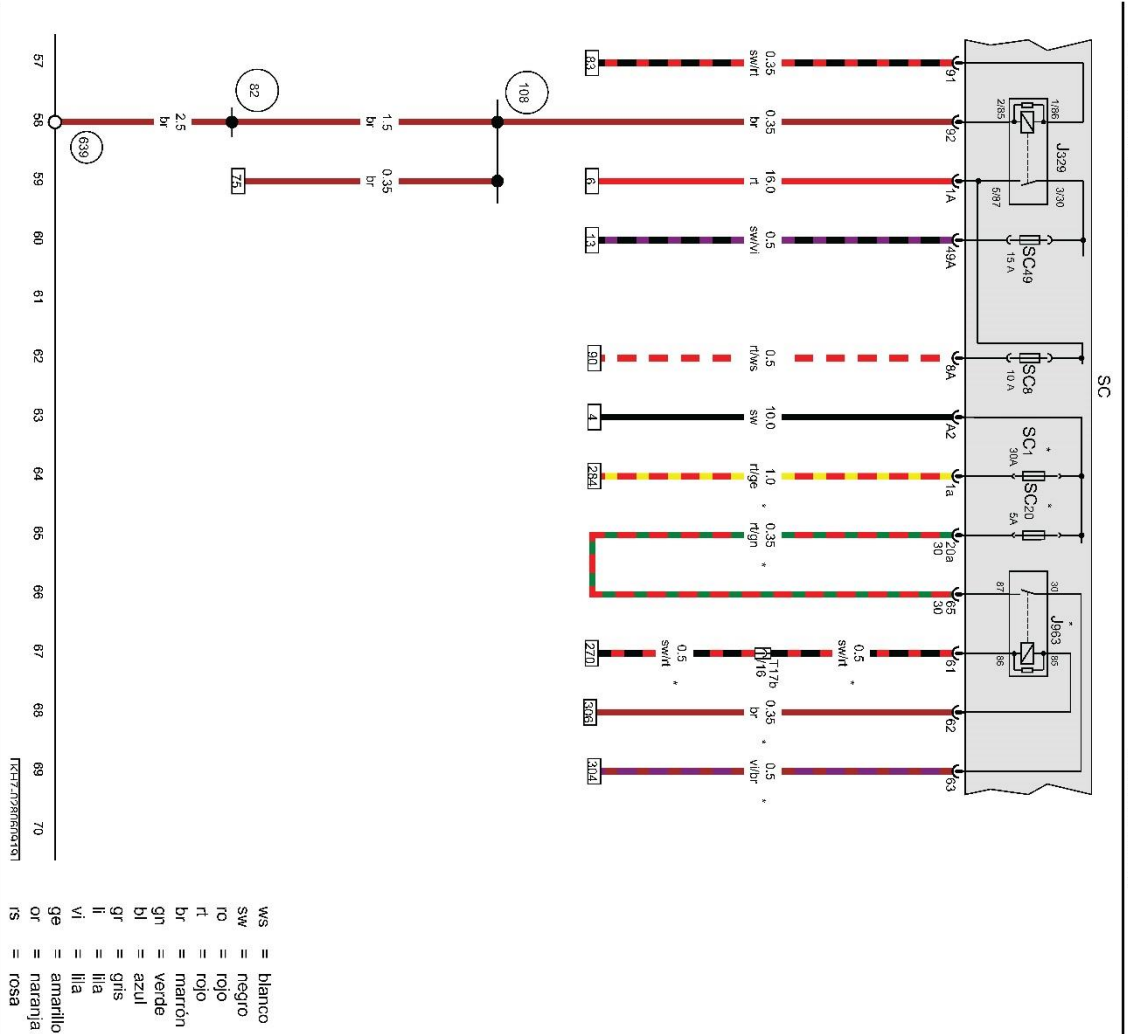 SC
J329
1/86
2/85
3/30
5/87
SC49
15 A
SC8
10 A
*
SC1
30A
*
SC20
5A
*
J963
30
87
85
86
91
92
1A
49A
8A
A2
1a
20a
30
65
30
61
62
63
0.35
sw/rt
0.35
br
16.0
rt
0.5
sw/vi
0.5
rt/ws
10.0
sw
1.0
rt/ge
*
0.35
rt/gn
*
0.5
sw/rt
*
T17b
/16
0.5
sw/rt
*
0.35
br
*
0.5
vi/br
*
83
6
13
90
4
284
270
306
304
108
1.5
br
0.35
br
82
75
2.5
br
639
57
58
59
60
61
62
63
64
65
66
67
68
69
70
ws = blanco
sw = negro
ro = rojo
rt = rojo
br = marrón
gn = verde
bl = azul
gr = gris
li = lila
vi = lila
ge = amarillo
or = naranja
rs = rosa